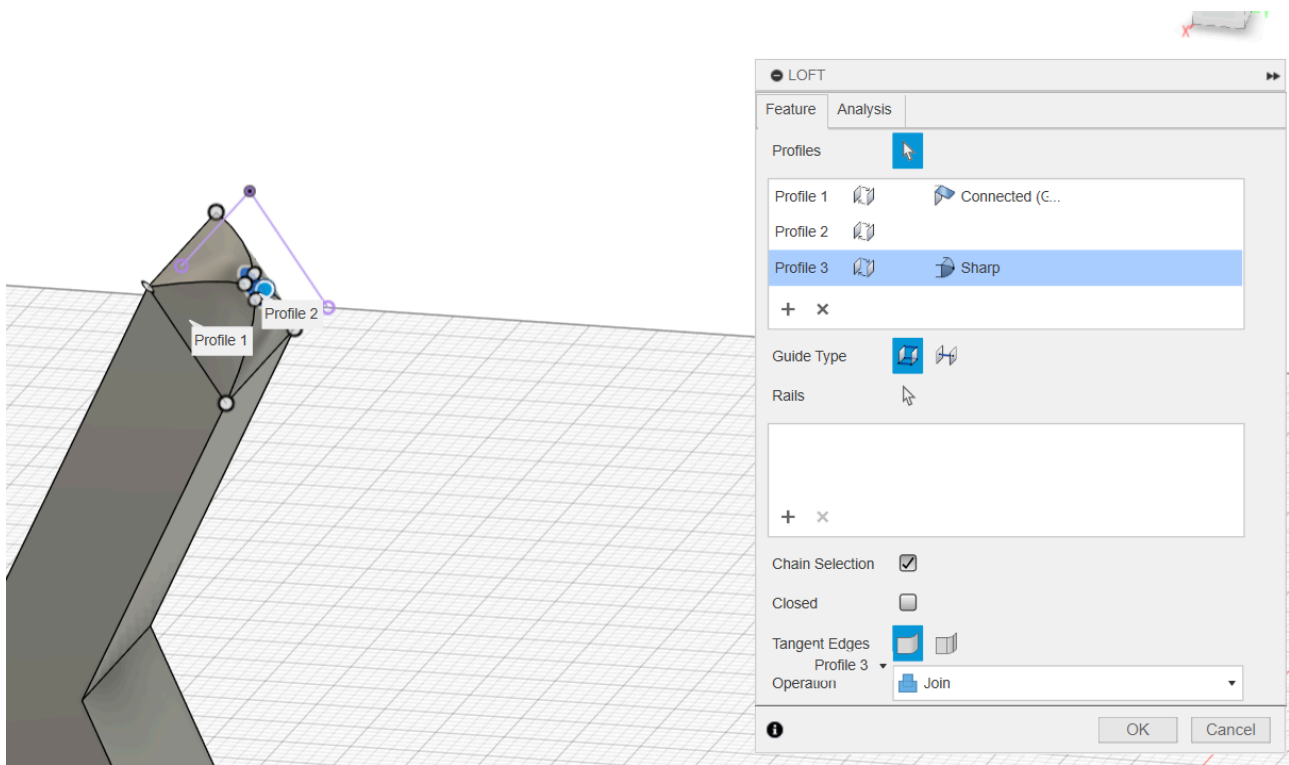 X
Y
LOFT
Feature
Analysis
Profiles
Profile 1
Connected (G...
Profile 2
Profile 3
Sharp
Guide Type
Rails
Chain Selection
Closed
Tangent Edges
Profile 3
Operation
Join
OK
Cancel
Profile 2
Profile 1